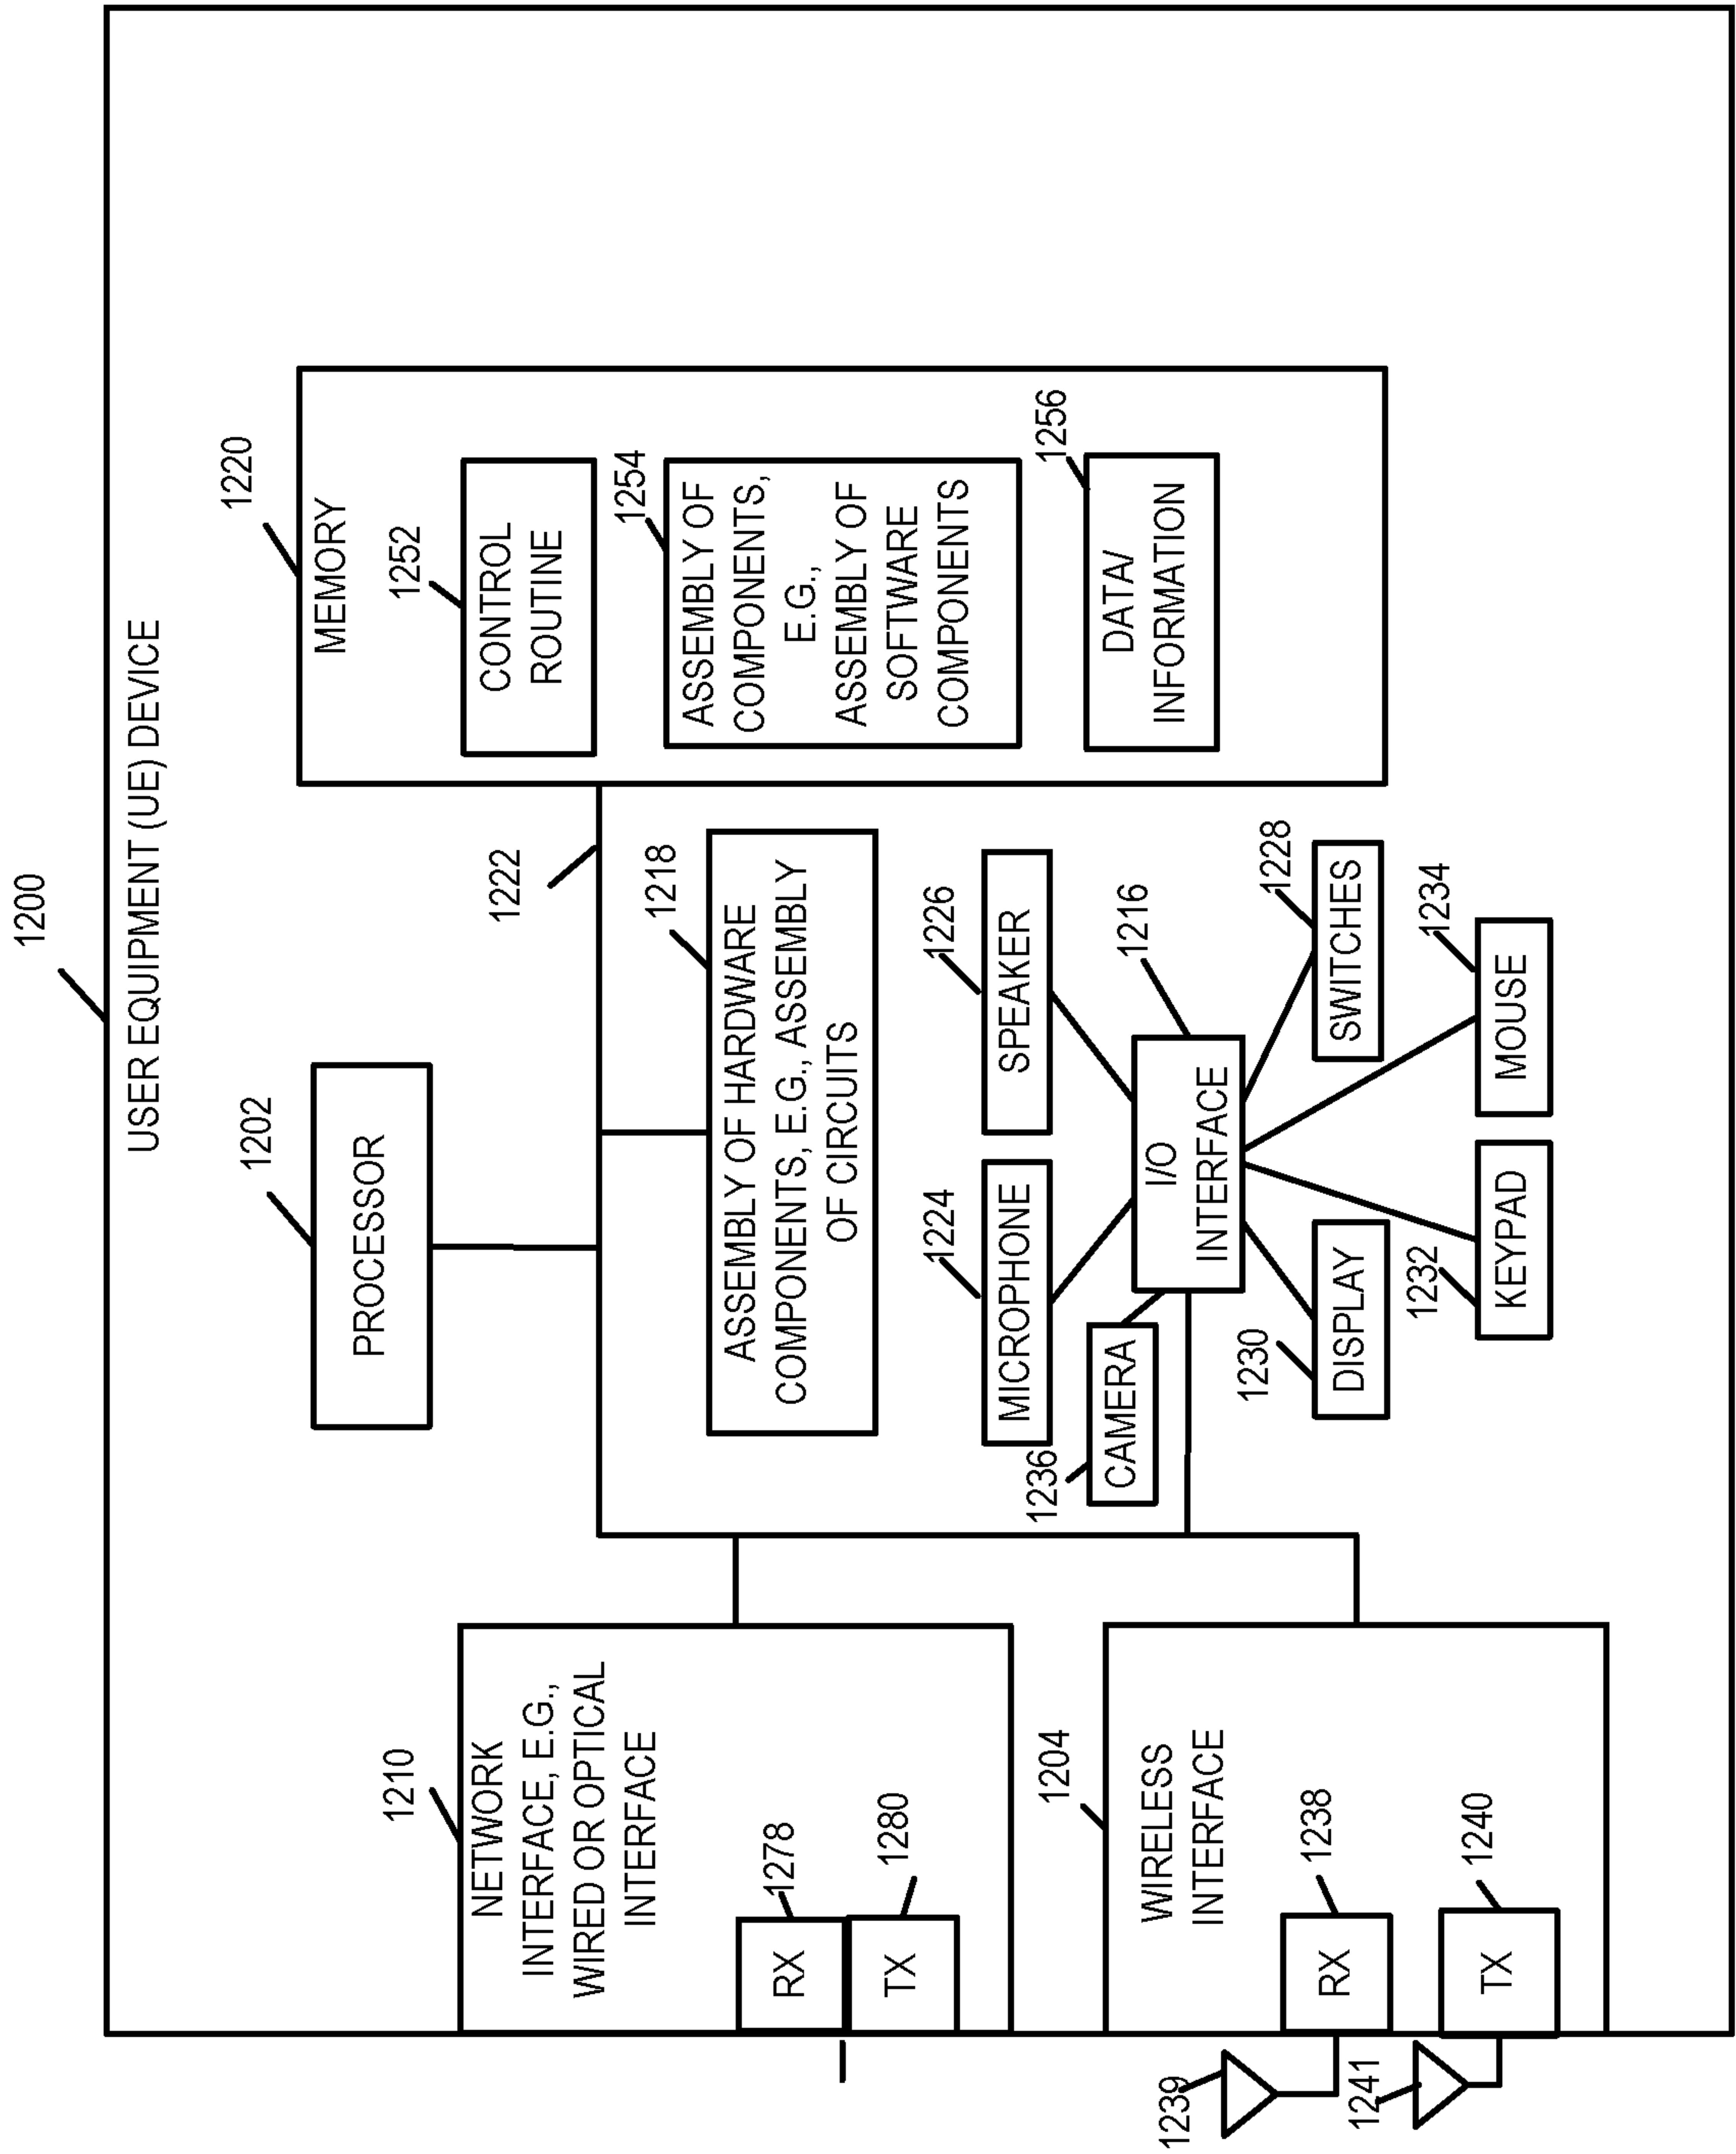 1200
USER EQUIPMENT (UE) DEVICE
1210
NETWORK
INTERFACE, E.G.,
WIRED OR OPTICAL
INTERFACE
1278
RX
1280
TX
1204
WIRELESS
INTERFACE
1238
RX
1240
TX
1239
1241
1202
PROCESSOR
1222
1218
ASSEMBLY OF HARDWARE
COMPONENTS, E.G., ASSEMBLY
OF CIRCUITS
1224
MICROPHONE
1226
SPEAKER
1236
CAMERA
1216
I/O
INTERFACE
1230
DISPLAY
1228
SWITCHES
1232
KEYPAD
1234
MOUSE
1220
MEMORY
1252
CONTROL
ROUTINE
1254
ASSEMBLY OF
COMPONENTS,
E.G.,
ASSEMBLY OF
SOFTWARE
COMPONENTS
1256
DATA/
INFORMATION